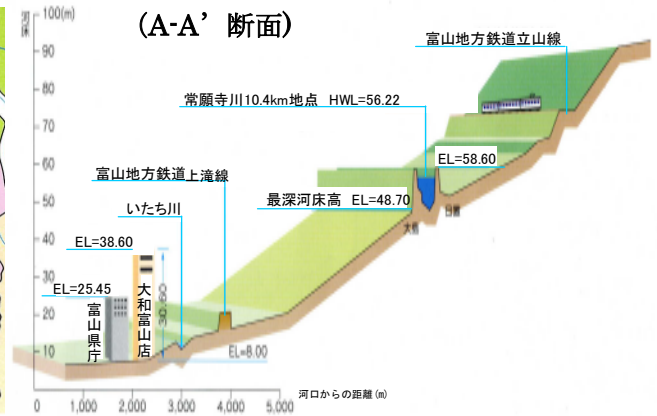 (A-A’ 断面)
河床
100(m)
90
80
70
60
50
40
30
20
10
0
1,000
2,000
3,000
4,000
5,000
河口からの距離(m)
富山地方鉄道立山線
常願寺川10.4km地点 HWL=56.22
EL=58.60
富山地方鉄道上滝線
最深河床高 EL=48.70
いたち川
EL=38.60
EL=25.45
富山県庁
大和富山店
30.60
EL=8.00